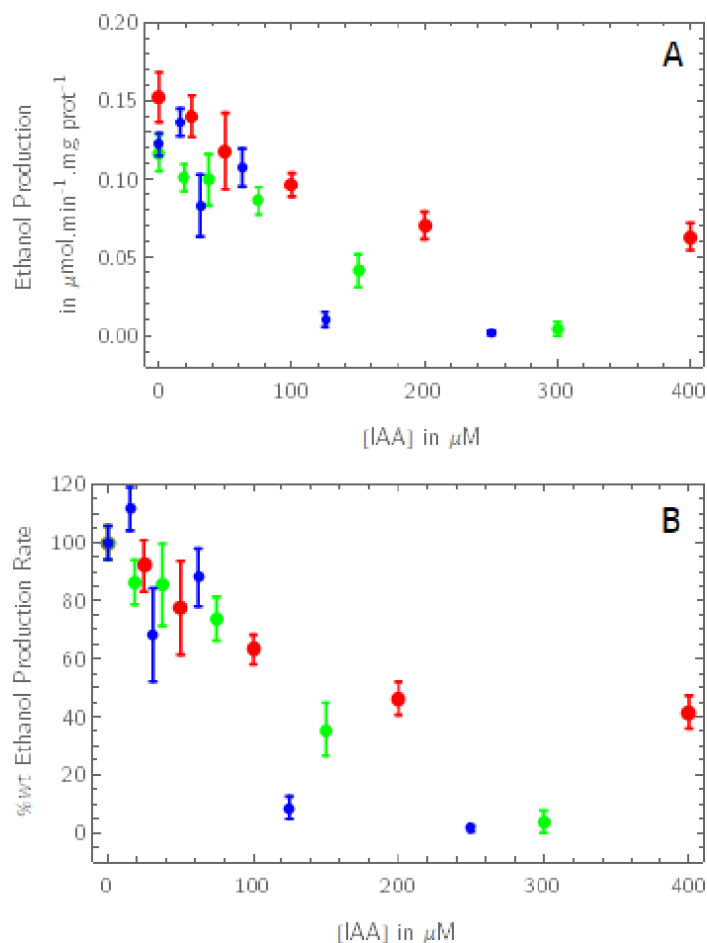 A
0.20
0.15
0.10
0.05
0.00
Ethanol Production
in μmol.min⁻¹.mg prot⁻¹
0 100 200 300 400
[IAA] in μM
B
120
100
80
60
40
20
0
%wt Ethanol Production Rate
0 100 200 300 400
[IAA] in μM